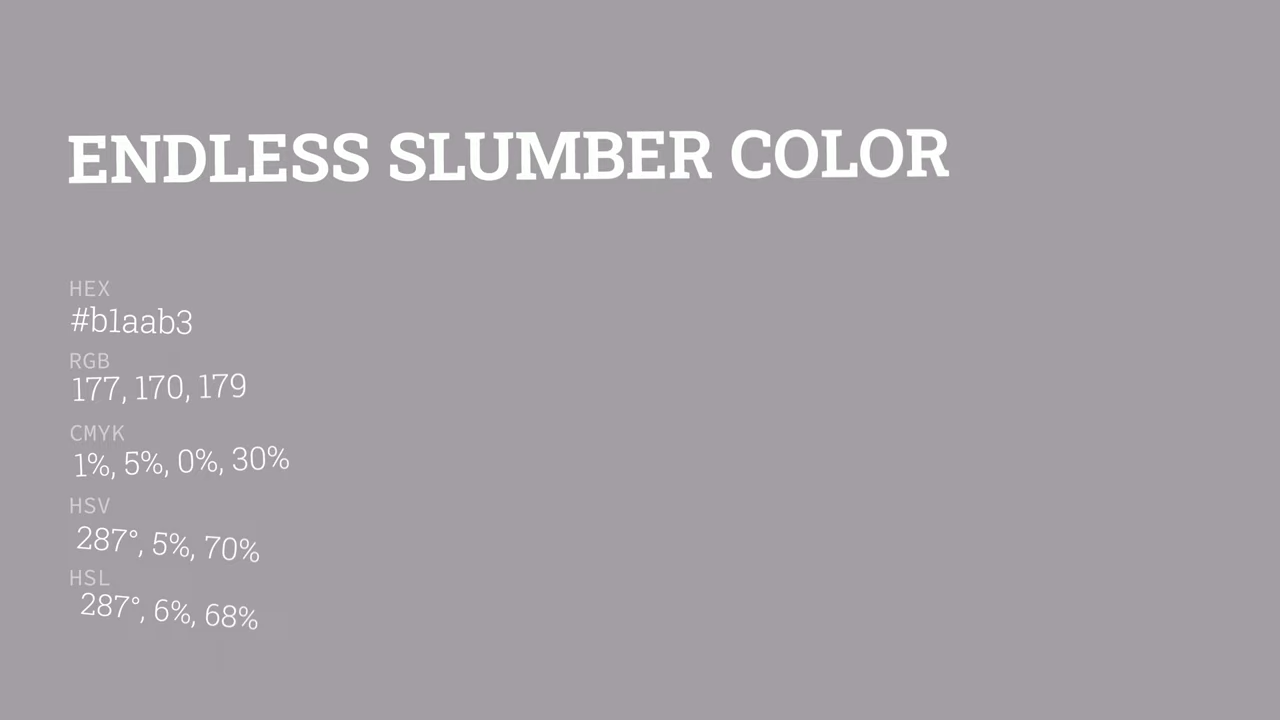 ENDLESS SLUMBER COLOR
HEX
#b1aab3
RGB
177, 170, 179
CMYK
1%, 5%, 0%, 30%
HSV
287°, 5%, 70%
HSL
287°, 6%, 68%